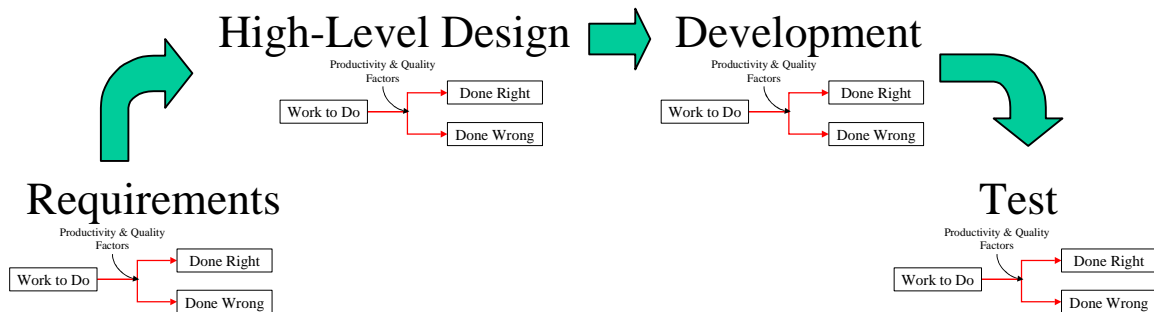 High-Level Design
Productivity & Quality
Factors
Work to Do
Done Right
Done Wrong
Development
Productivity & Quality
Factors
Work to Do
Done Right
Done Wrong
Requirements
Productivity & Quality
Factors
Work to Do
Done Right
Done Wrong
Test
Productivity & Quality
Factors
Work to Do
Done Right
Done Wrong